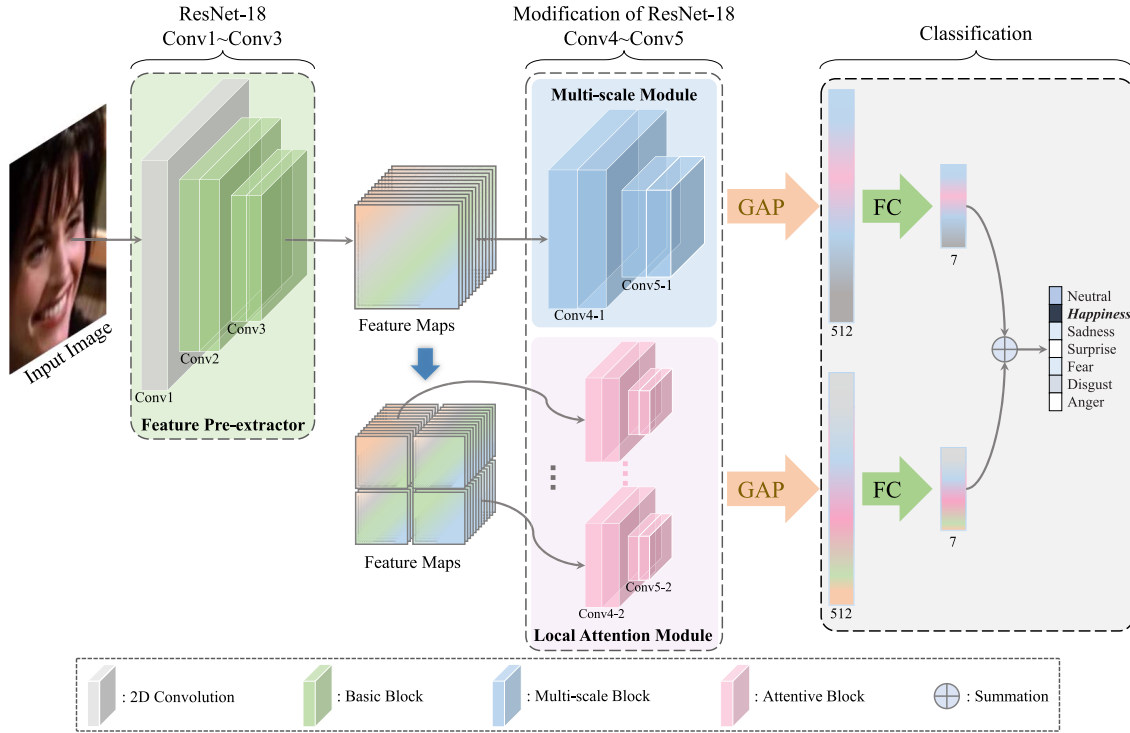 ResNet-18
Conv1~Conv3
Modification of ResNet-18
Conv4~Conv5
Classification
Multi-scale Module
Input Image
Conv1
Conv2
Conv3
Feature Pre-extractor
Feature Maps
Conv4-1
Conv5-1
GAP
FC
512
7
Neutral
Happiness
Sadness
Surprise
Fear
Disgust
Anger
Feature Maps
Conv4-2
Conv5-2
Local Attention Module
GAP
FC
512
7
: 2D Convolution
: Basic Block
: Multi-scale Block
: Attentive Block
: Summation